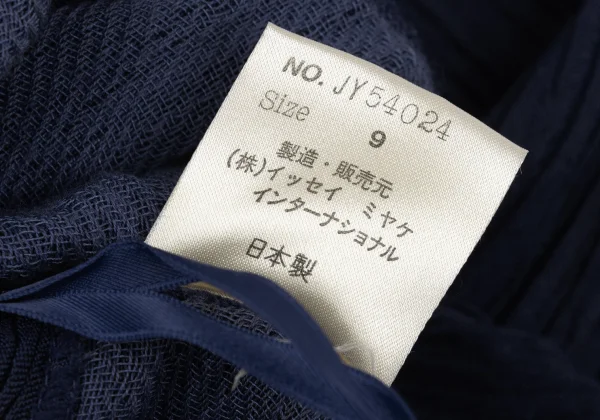 NO. JY54024
Size 9
製造・販売元
(株)イッセイ ミヤケ
インターナショナル
日本製